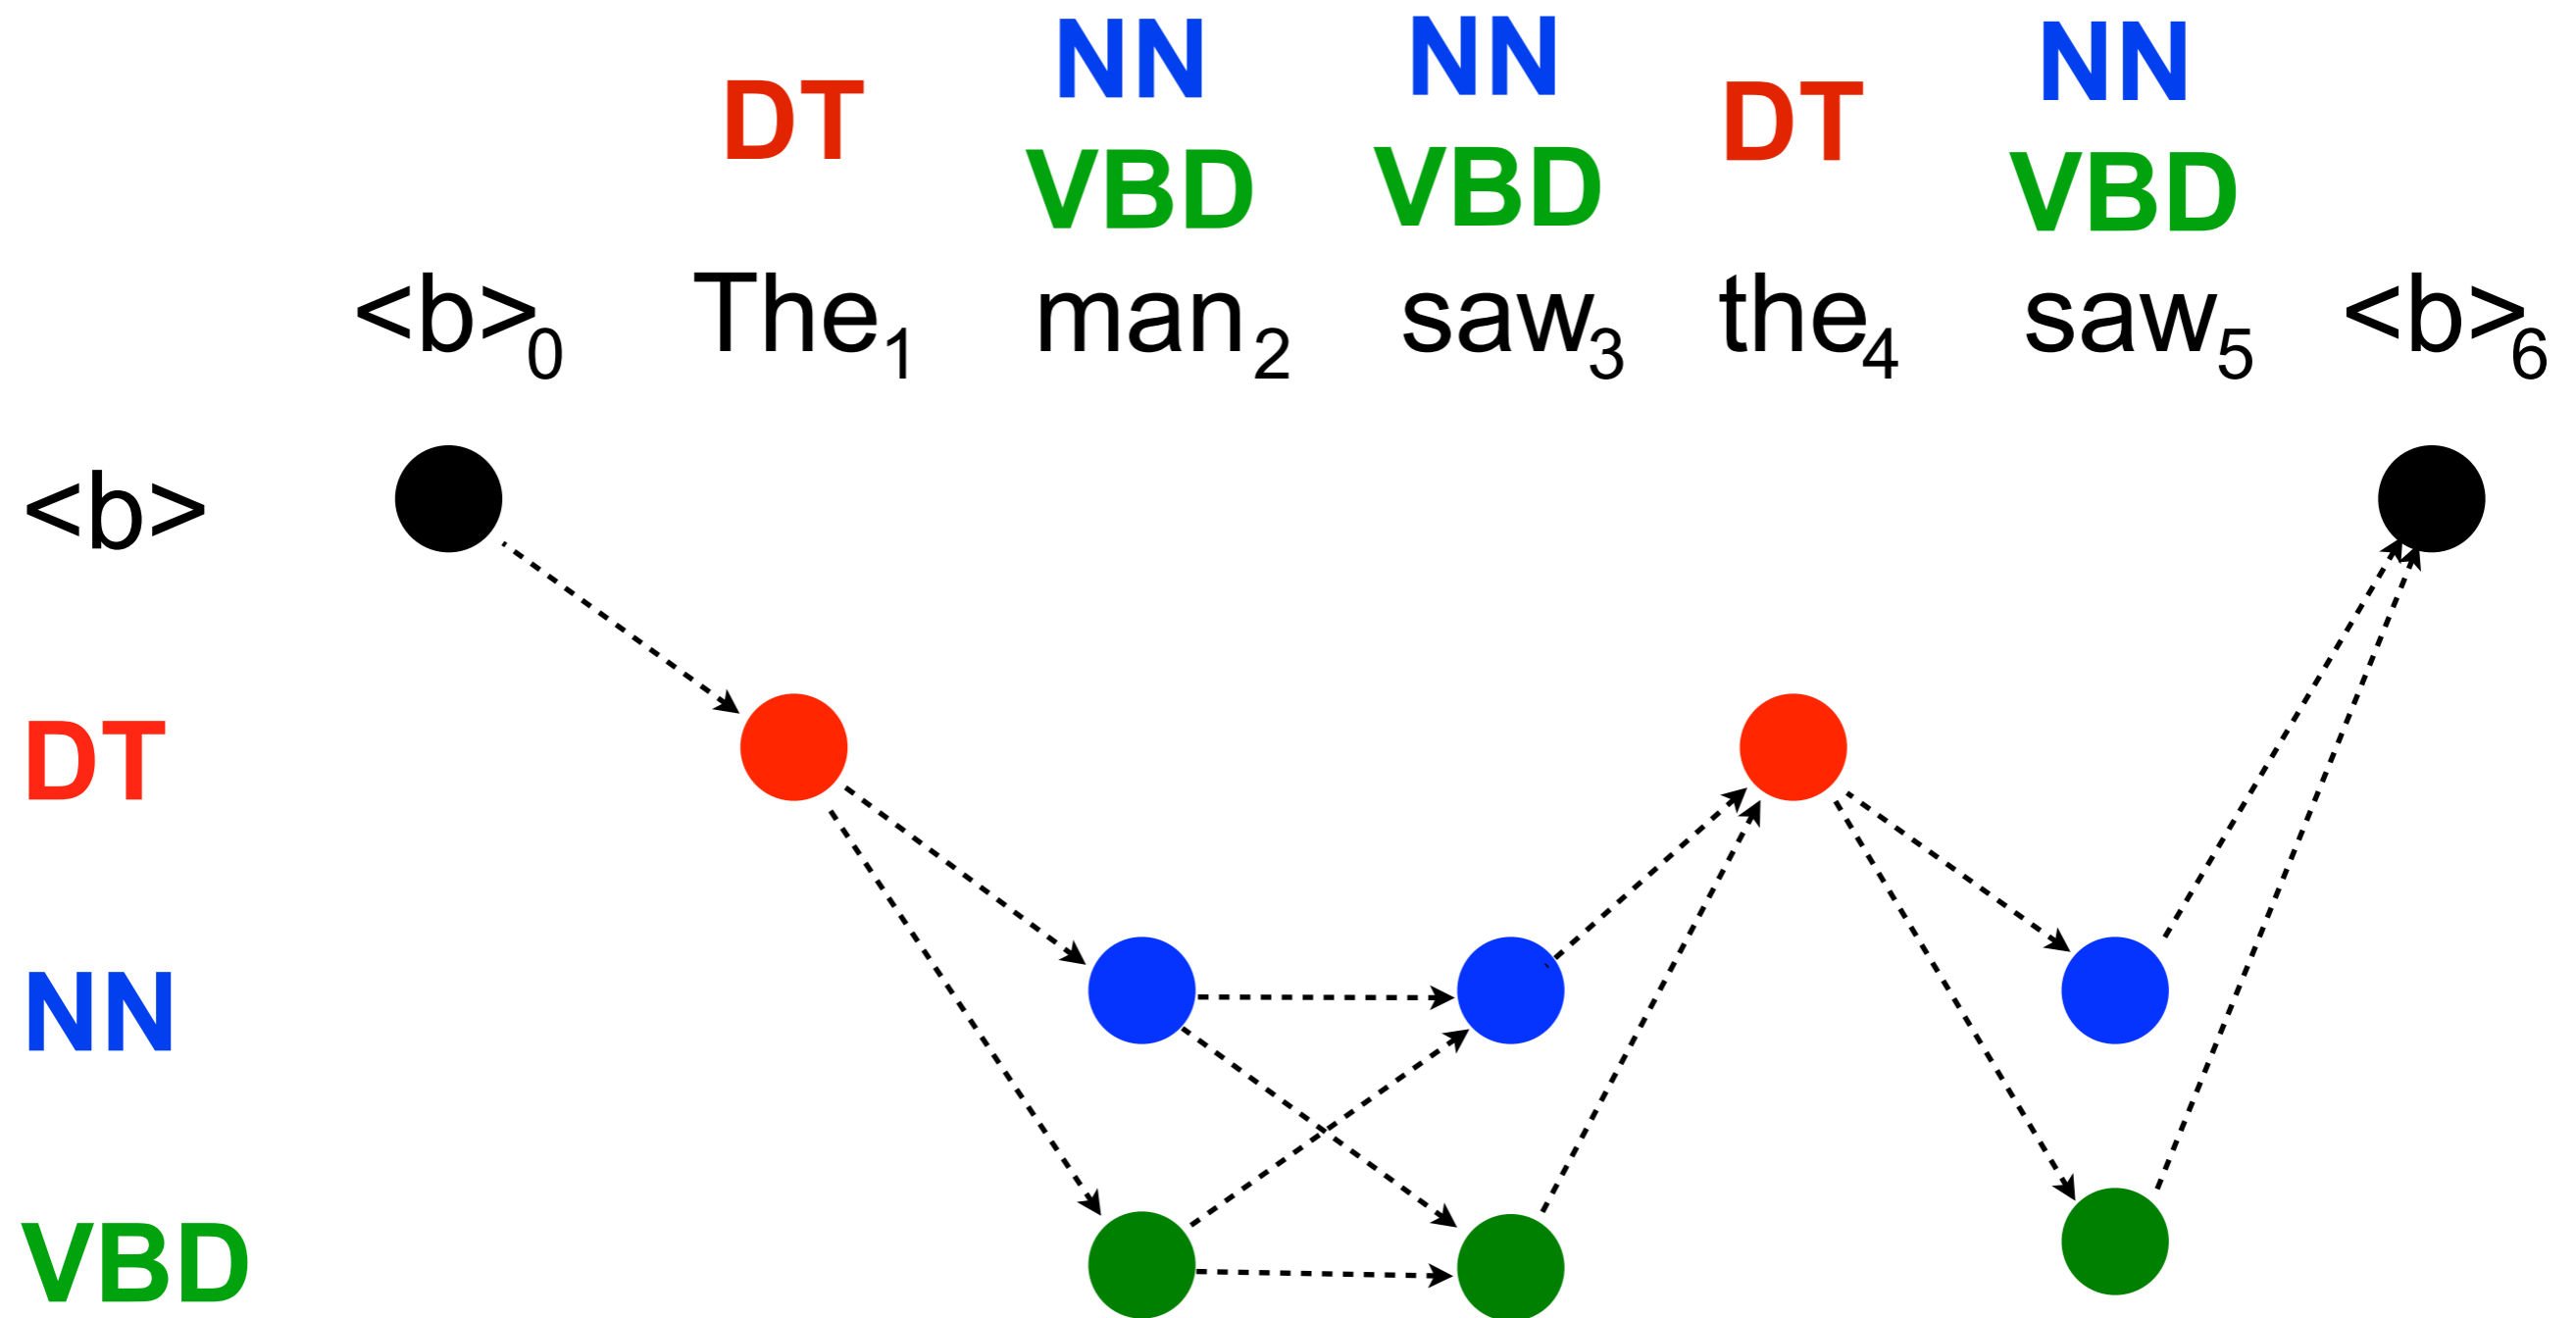 NN NN NN
DT DT
VBD VBD VBD
<b>0 The1 man2 saw3 the4 saw5 <b>6
<b>
DT
NN
VBD